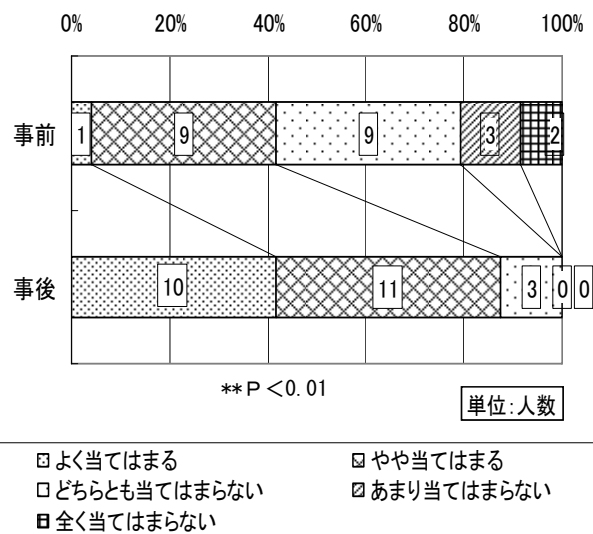 0% 20% 40% 60% 80% 100%
事前 1 9 9 3 2
事後 10 11 3 0 0
**P<0.01
単位:人数
よく当てはまる やや当てはまる
どちらとも当てはまらない あまり当てはまらない
全く当てはまらない